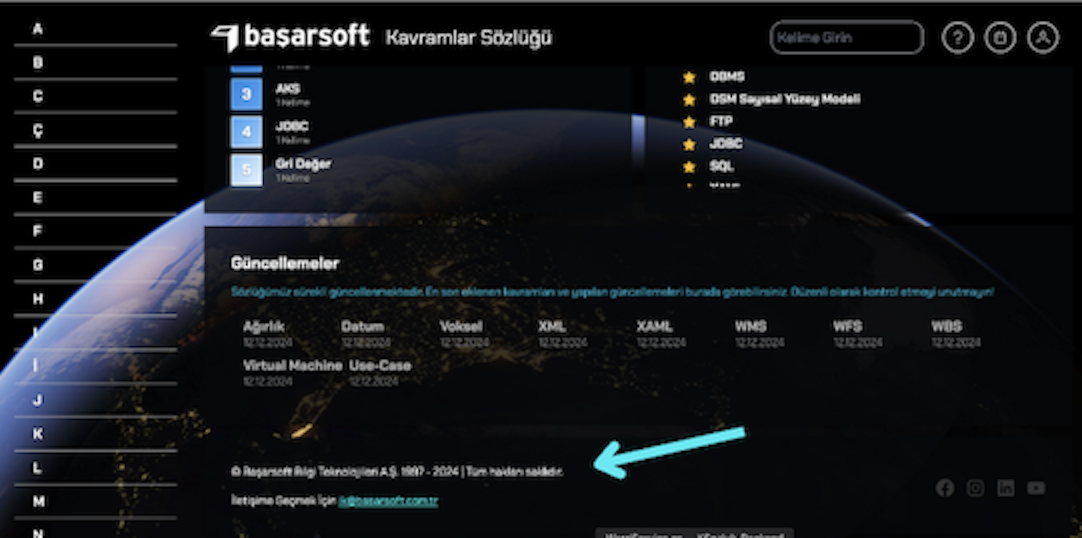 A
B
C
Ç
D
E
F
G
H
I
İ
J
K
L
M
N
başarsoft Kavramlar Sözlüğü
Kelime Girin
?
1 Kelime
3 AKS
1 Kelime
4 JDBC
1 Kelime
5 Gri Değer
1 Kelime
DBMS
DSM Sayısal Yüzey Modeli
FTP
JDBC
SQL
Güncellemeler
Sözlüğümüz sürekli güncellenmektedir. En son eklenen kavramları ve yapılan güncellemeleri burada görebilirsiniz. Düzenli olarak kontrol etmeyi unutmayın!
Ağırlık Datum Voksel XML XAML WMS WFS WBS
12.12.2024 12.12.2024 12.12.2024 12.12.2024 12.12.2024 12.12.2024 12.12.2024 12.12.2024
Virtual Machine Use-Case
12.12.2024 12.12.2024
© Başarsoft Bilgi Teknolojileri A.Ş. 1997 - 2024 | Tüm hakları saklıdır.
İletişime Geçmek İçin ik@basarsoft.com.tr